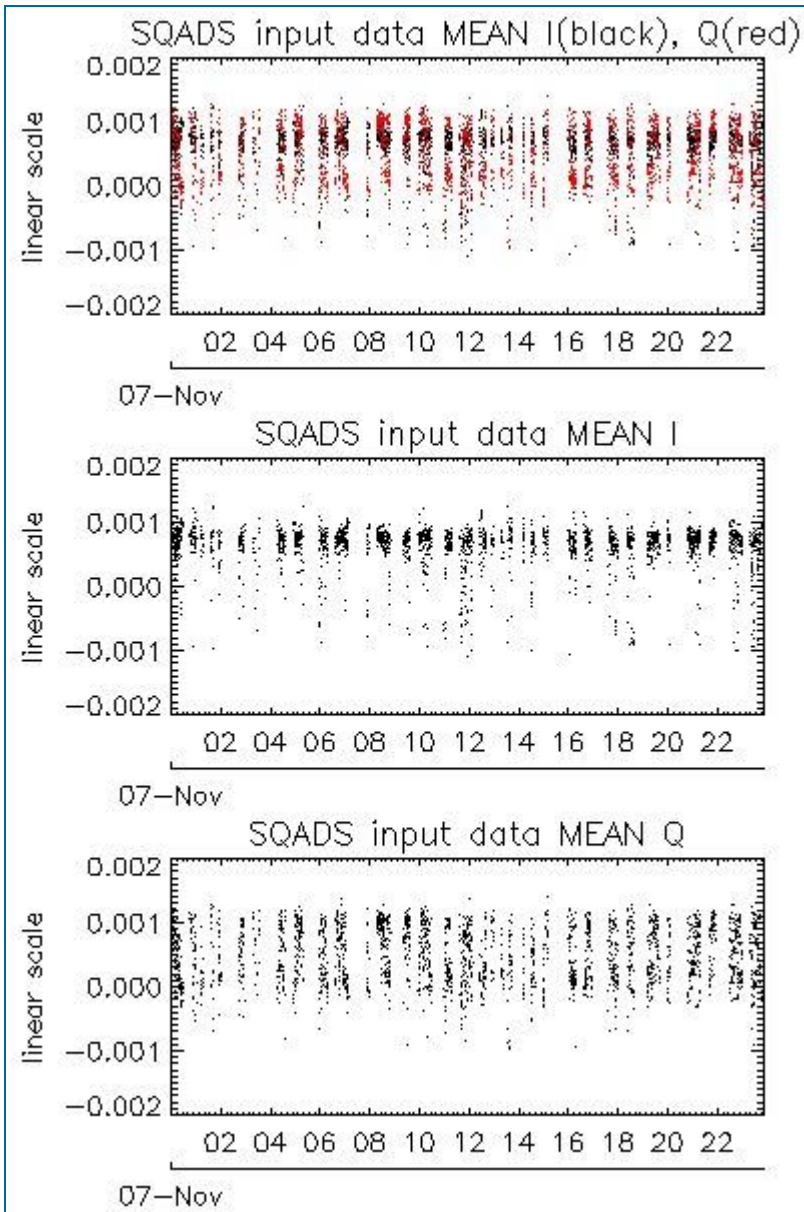 SQADS input data MEAN I(black), Q(red)
linear scale
0.002
0.001
0.000
-0.001
-0.002
02 04 06 08 10 12 14 16 18 20 22
07-Nov
SQADS input data MEAN I
linear scale
0.002
0.001
0.000
-0.001
-0.002
02 04 06 08 10 12 14 16 18 20 22
07-Nov
SQADS input data MEAN Q
linear scale
0.002
0.001
0.000
-0.001
-0.002
02 04 06 08 10 12 14 16 18 20 22
07-Nov